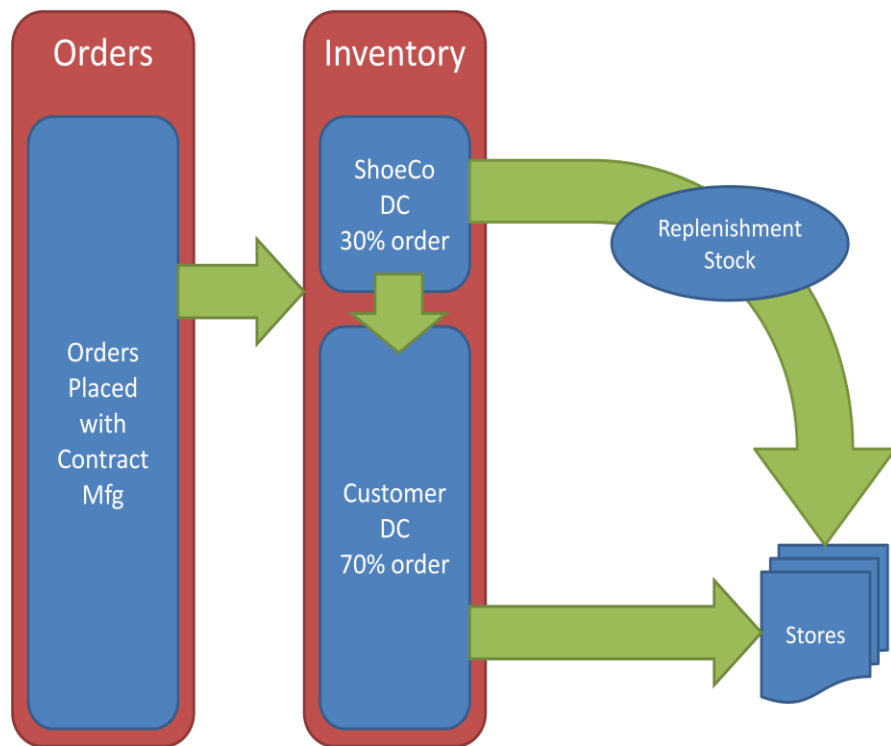 Orders
Orders
Placed
with
Contract
Mfg
Inventory
ShoeCo
DC
30% order
Customer
DC
70% order
Replenishment
Stock
Stores